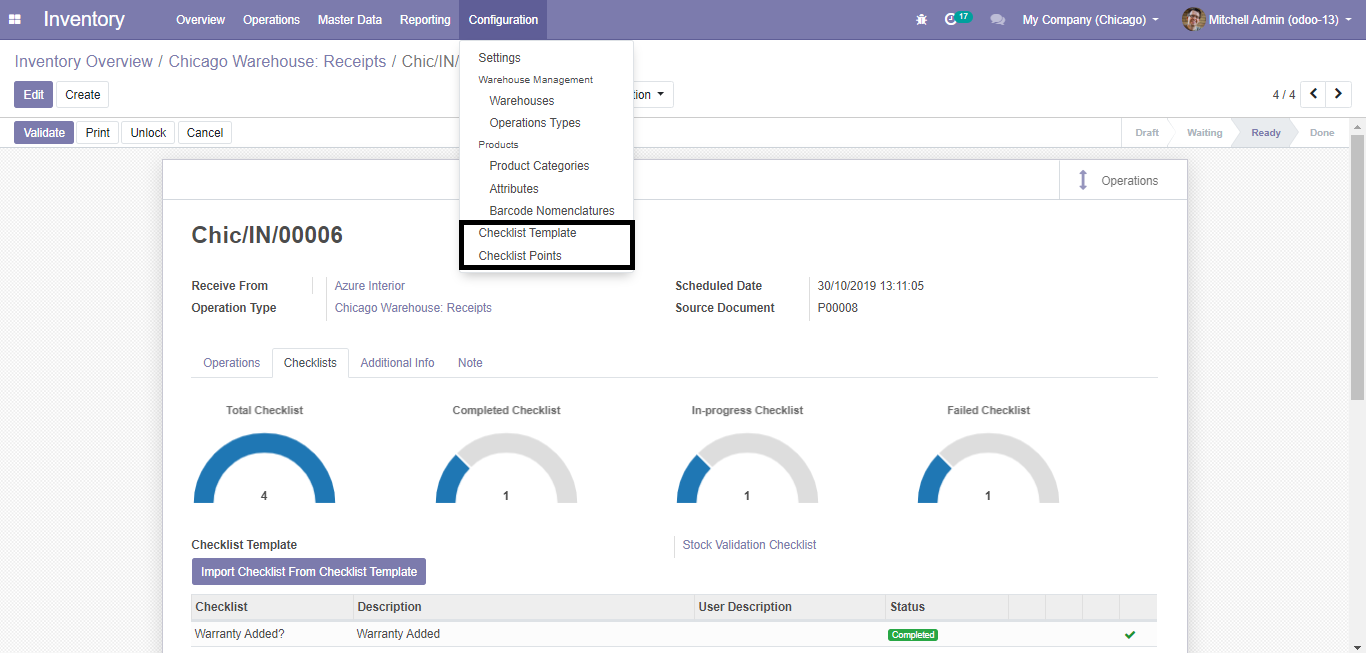 Inventory Overview Operations Master Data Reporting Configuration 17 My Company (Chicago) Mitchell Admin (odoo-13)
Inventory Overview / Chicago Warehouse: Receipts / Chic/IN/
Edit Create tion 4 / 4
Validate Print Unlock Cancel Draft Waiting Ready Done
Settings
Warehouse Management
Warehouses
Operations Types
Products
Product Categories
Attributes
Barcode Nomenclatures
Checklist Template
Checklist Points
Operations
Chic/IN/00006
Receive From Azure Interior Scheduled Date 30/10/2019 13:11:05
Operation Type Chicago Warehouse: Receipts Source Document P00008
Operations Checklists Additional Info Note
Total Checklist Completed Checklist In-progress Checklist Failed Checklist
4 1 1 1
Checklist Template Stock Validation Checklist
Import Checklist From Checklist Template
Checklist Description User Description Status
Warranty Added? Warranty Added Completed